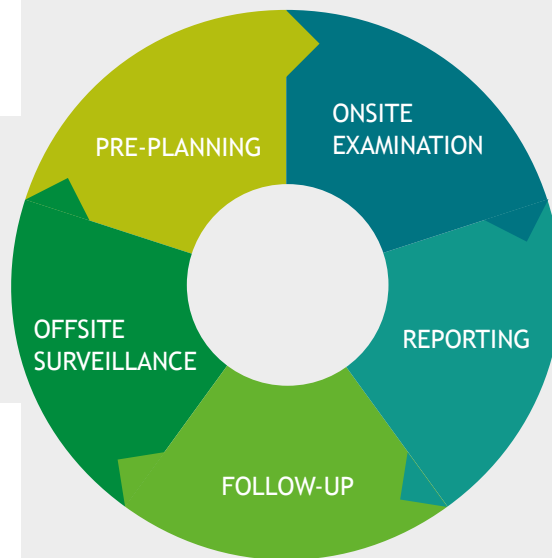 PRE-PLANNING
ONSITE
EXAMINATION
REPORTING
FOLLOW-UP
OFFSITE
SURVEILLANCE